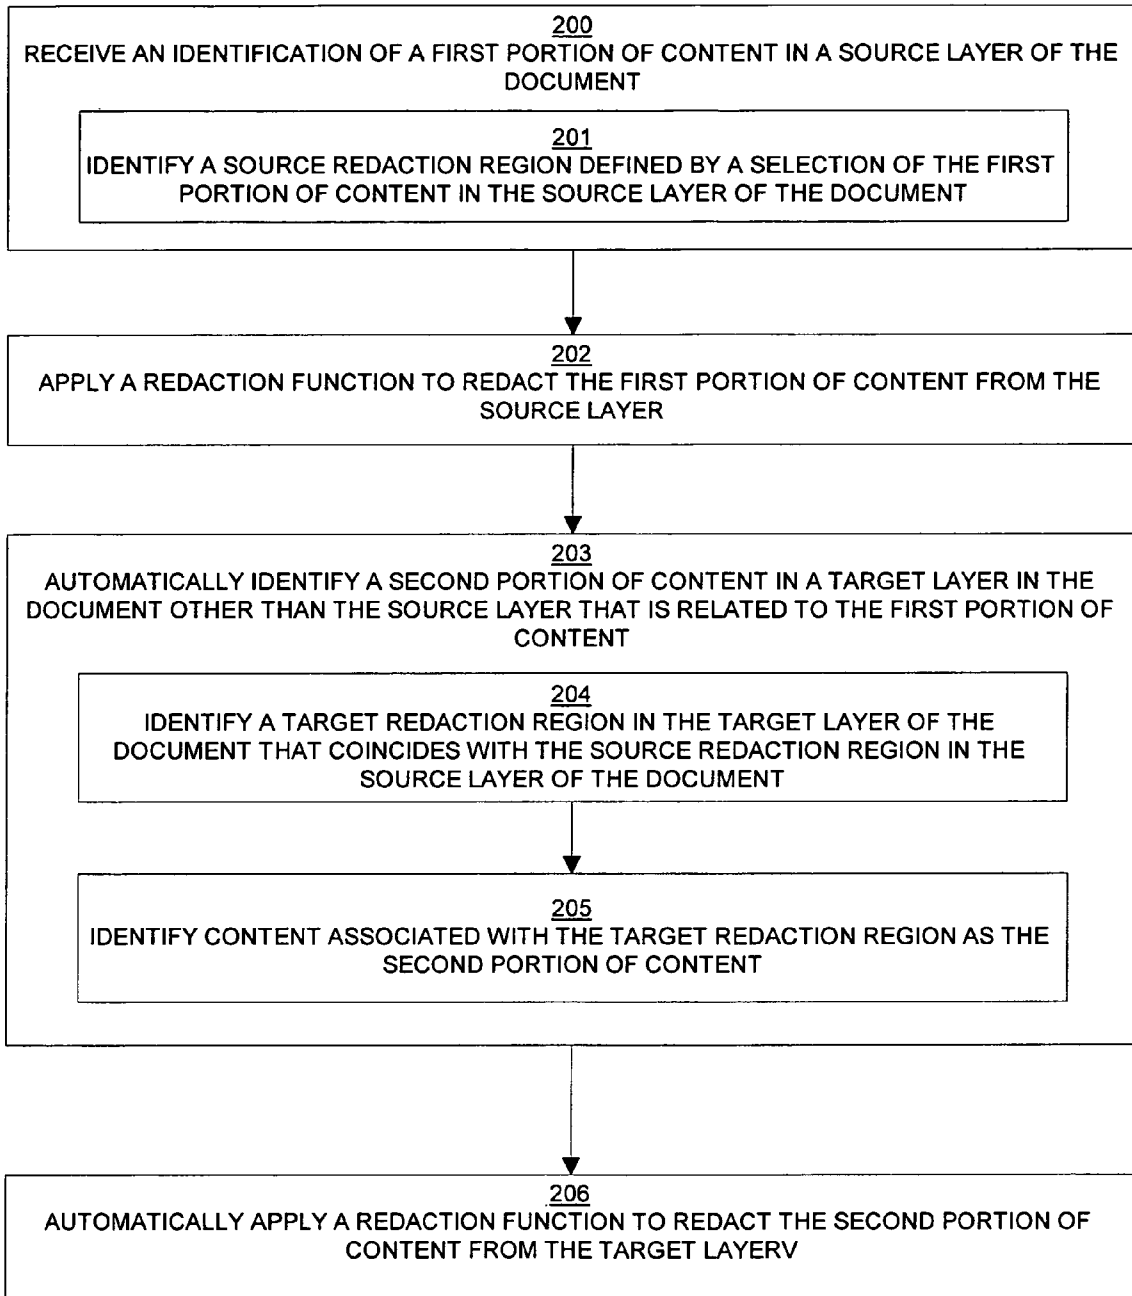 200
RECEIVE AN IDENTIFICATION OF A FIRST PORTION OF CONTENT IN A SOURCE LAYER OF THE
DOCUMENT
201
IDENTIFY A SOURCE REDACTION REGION DEFINED BY A SELECTION OF THE FIRST
PORTION OF CONTENT IN THE SOURCE LAYER OF THE DOCUMENT
202
APPLY A REDACTION FUNCTION TO REDACT THE FIRST PORTION OF CONTENT FROM THE
SOURCE LAYER
203
AUTOMATICALLY IDENTIFY A SECOND PORTION OF CONTENT IN A TARGET LAYER IN THE
DOCUMENT OTHER THAN THE SOURCE LAYER THAT IS RELATED TO THE FIRST PORTION OF
CONTENT
204
IDENTIFY A TARGET REDACTION REGION IN THE TARGET LAYER OF THE
DOCUMENT THAT COINCIDES WITH THE SOURCE REDACTION REGION IN THE
SOURCE LAYER OF THE DOCUMENT
205
IDENTIFY CONTENT ASSOCIATED WITH THE TARGET REDACTION REGION AS THE
SECOND PORTION OF CONTENT
206
AUTOMATICALLY APPLY A REDACTION FUNCTION TO REDACT THE SECOND PORTION OF
CONTENT FROM THE TARGET LAYERV